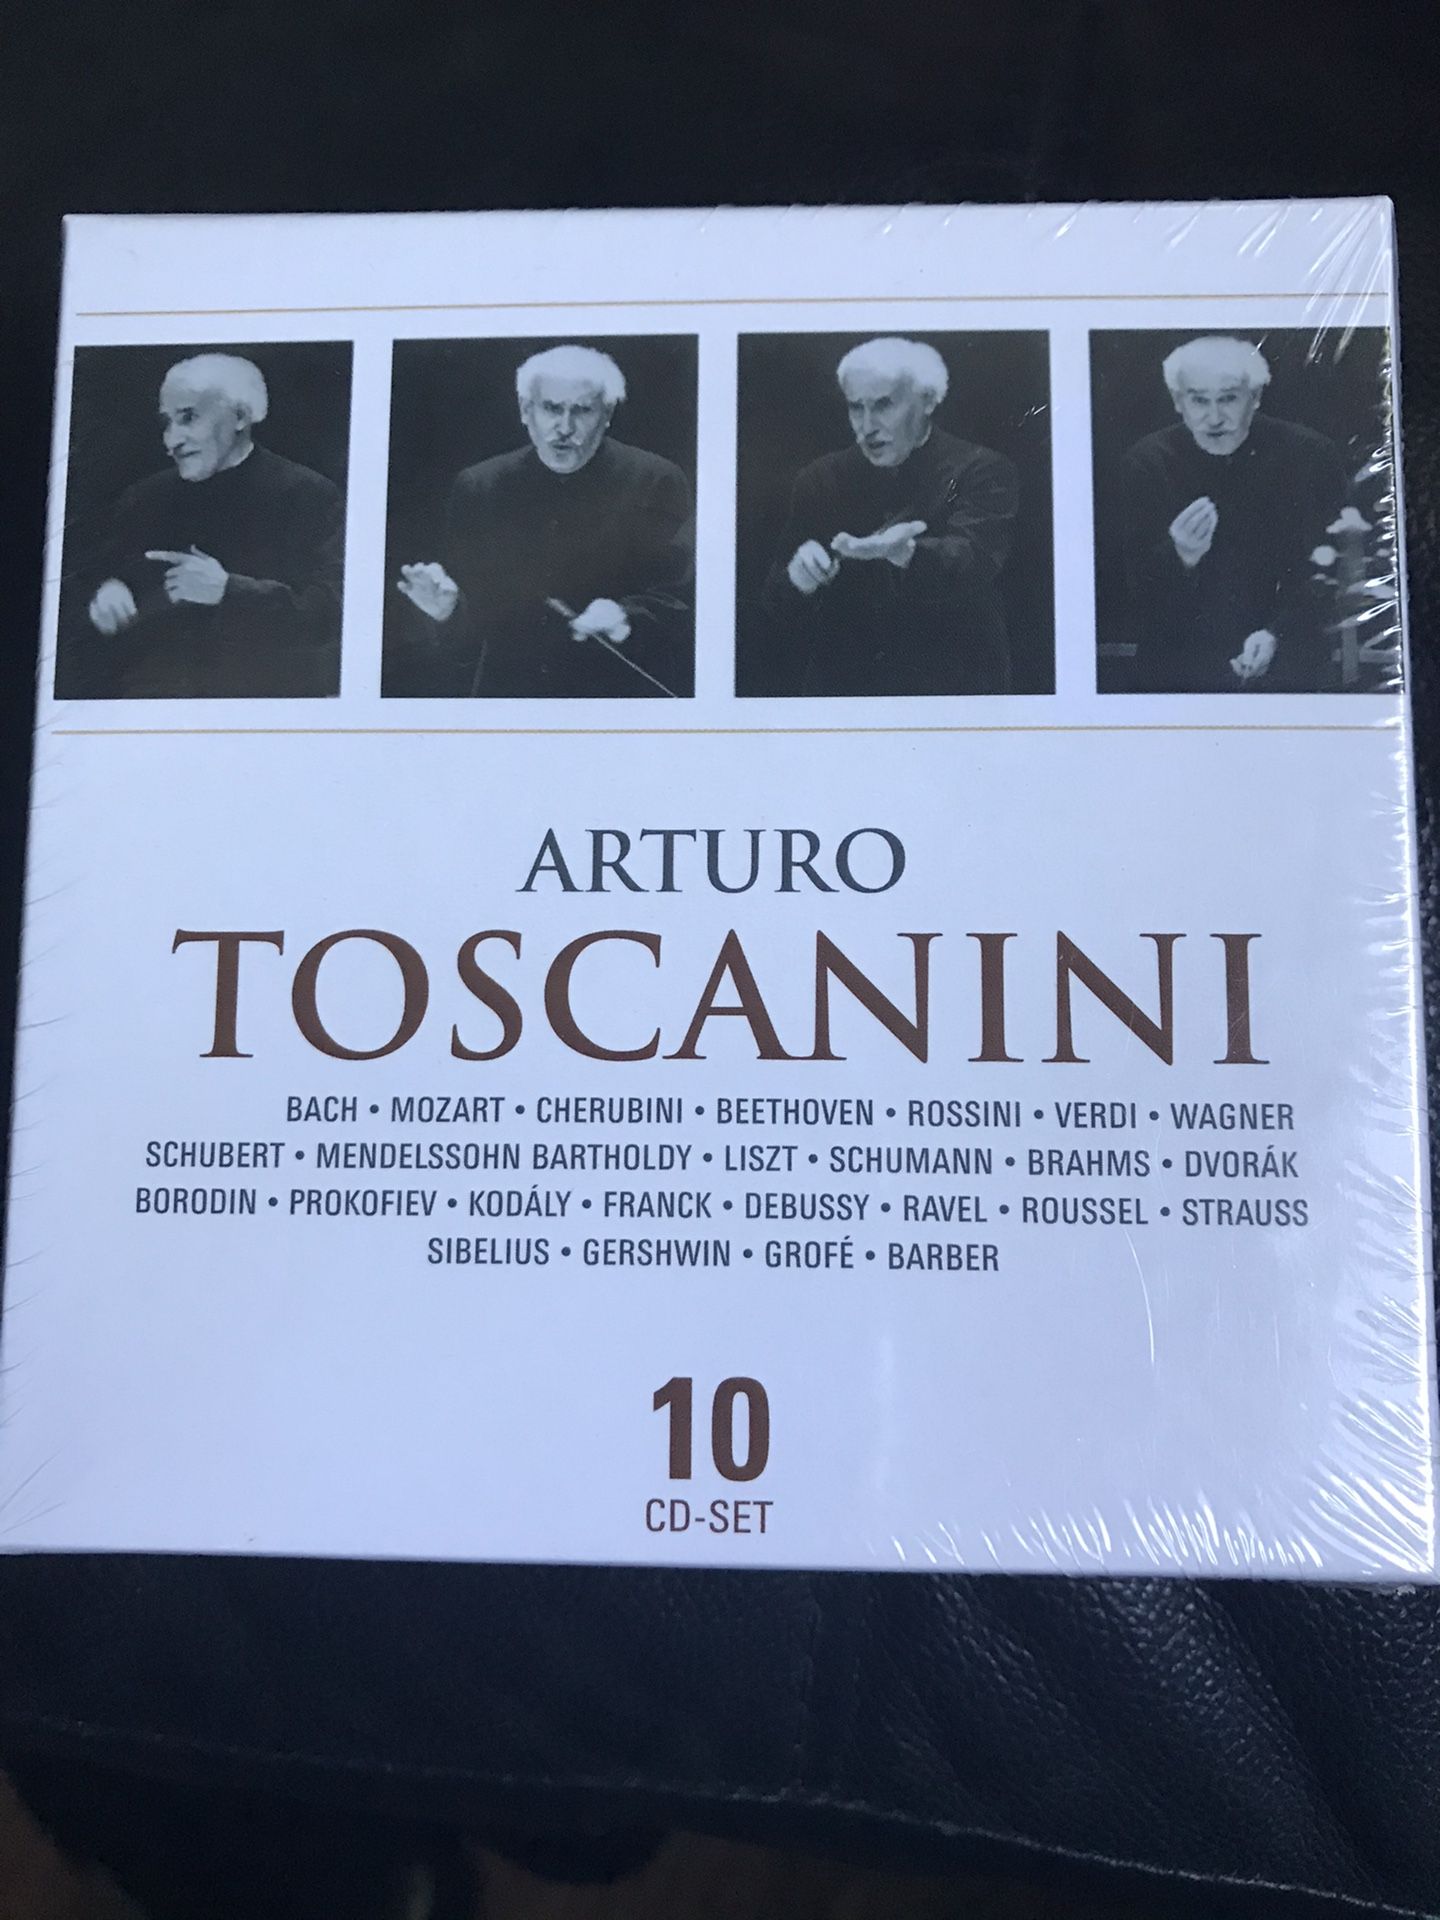 ARTURO
TOSCANINI
BACH • MOZART • CHERUBINI • BEETHOVEN • ROSSINI • VERDI • WAGNER
SCHUBERT • MENDELSSOHN BARTHOLDY • LISZT • SCHUMANN • BRAHMS • DVORÁK
BORODIN • PROKOFIEV • KODÁLY • FRANCK • DEBUSSY • RAVEL • ROUSSEL • STRAUSS
SIBELIUS • GERSHWIN • GROFÉ • BARBER
10
CD-SET